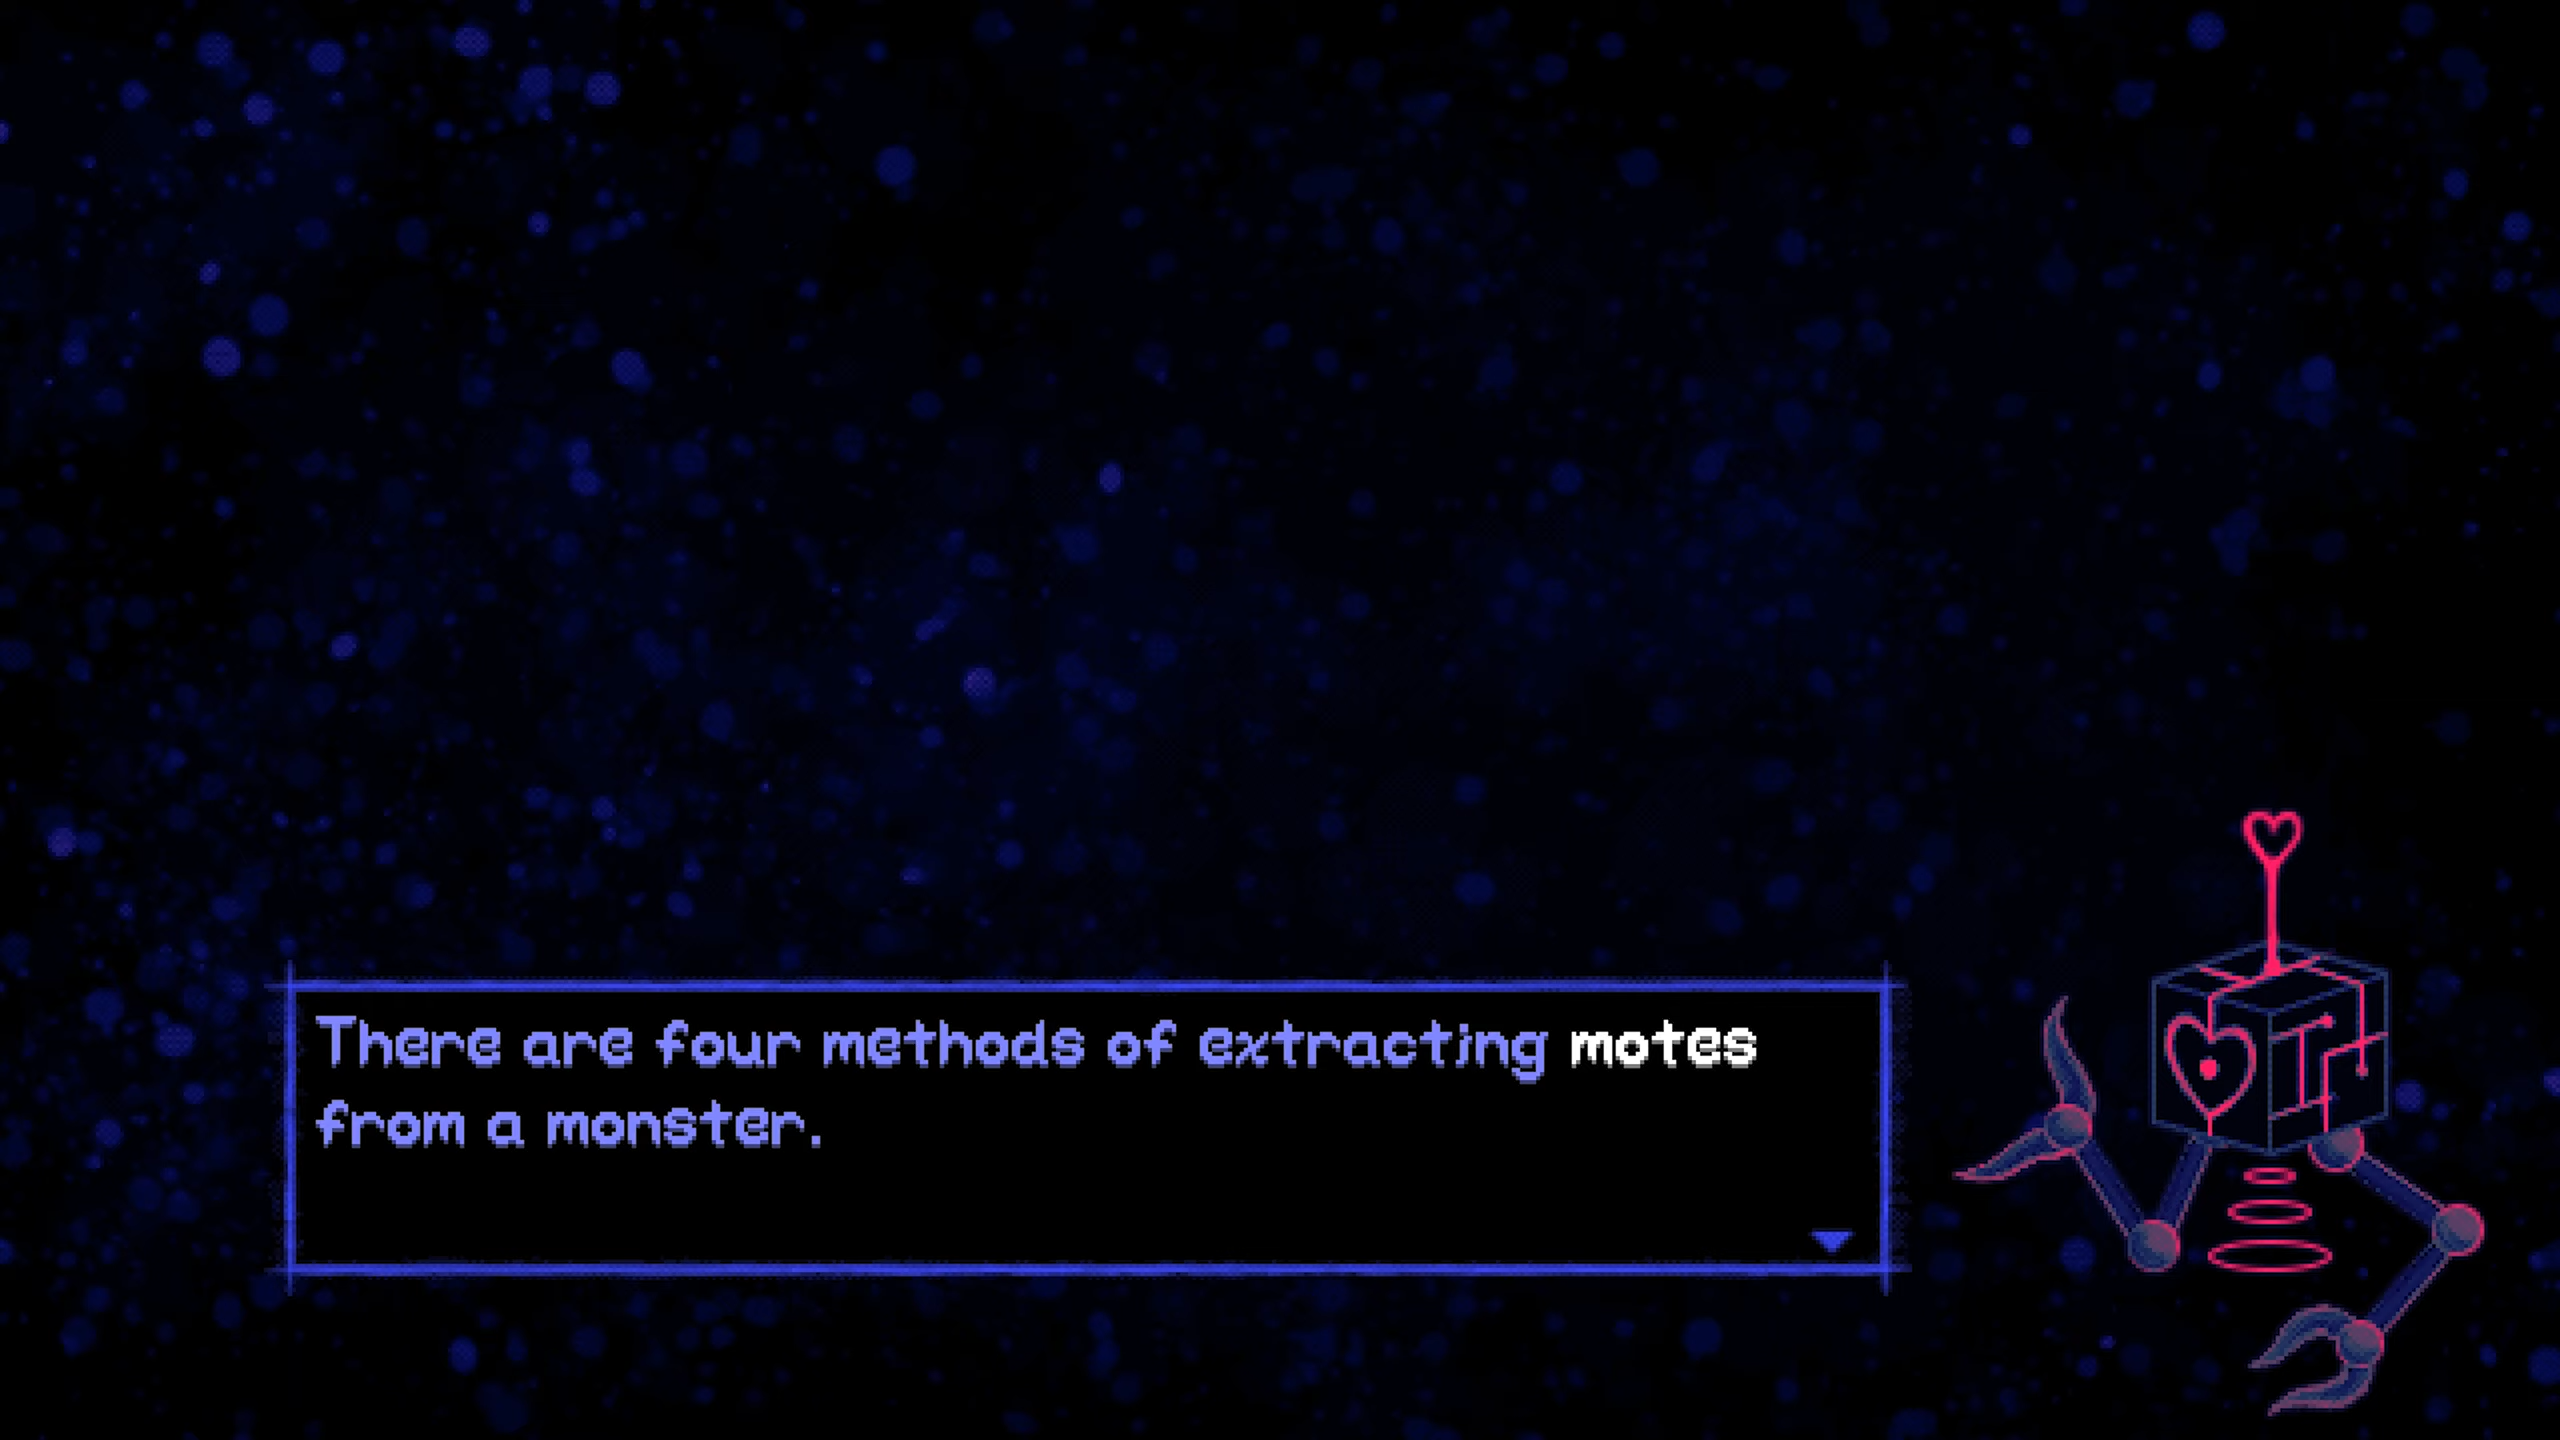 There are four methods of extracting motes
from a monster.